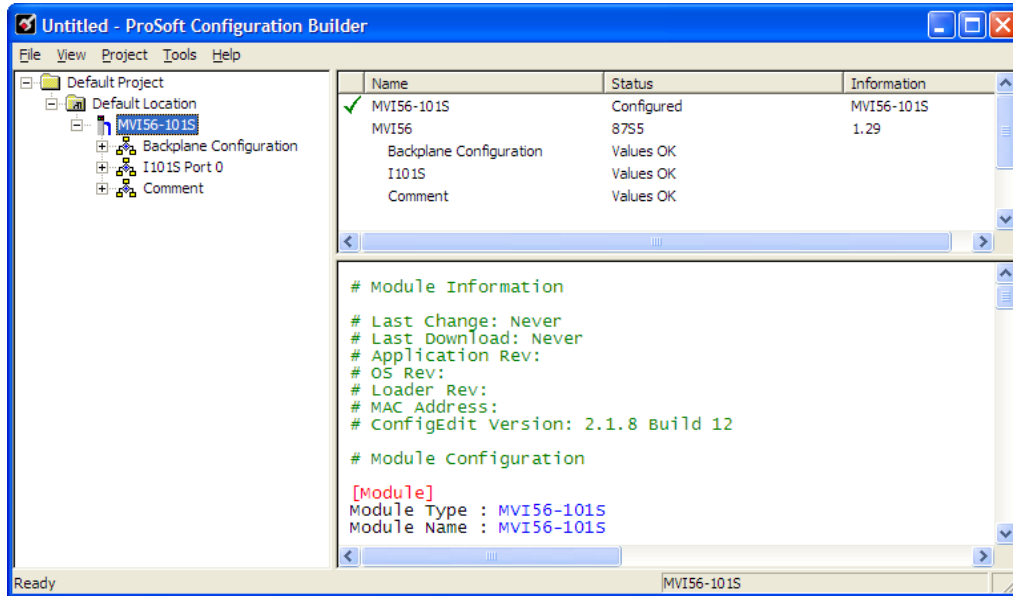 Untitled - ProSoft Configuration Builder
File View Project Tools Help
Default Project
Default Location
MVI56-101S
Backplane Configuration
I101S Port 0
Comment
Name Status Information
MVI56-101S Configured MVI56-101S
MVI56 87S5 1.29
Backplane Configuration Values OK
I101S Values OK
Comment Values OK
# Module Information
# Last Change: Never
# Last Download: Never
# Application Rev:
# OS Rev:
# Loader Rev:
# MAC Address:
# ConfigEdit Version: 2.1.8 Build 12
# Module Configuration
[Module]
Module Type : MVI56-101S
Module Name : MVI56-101S
Ready MVI56-101S